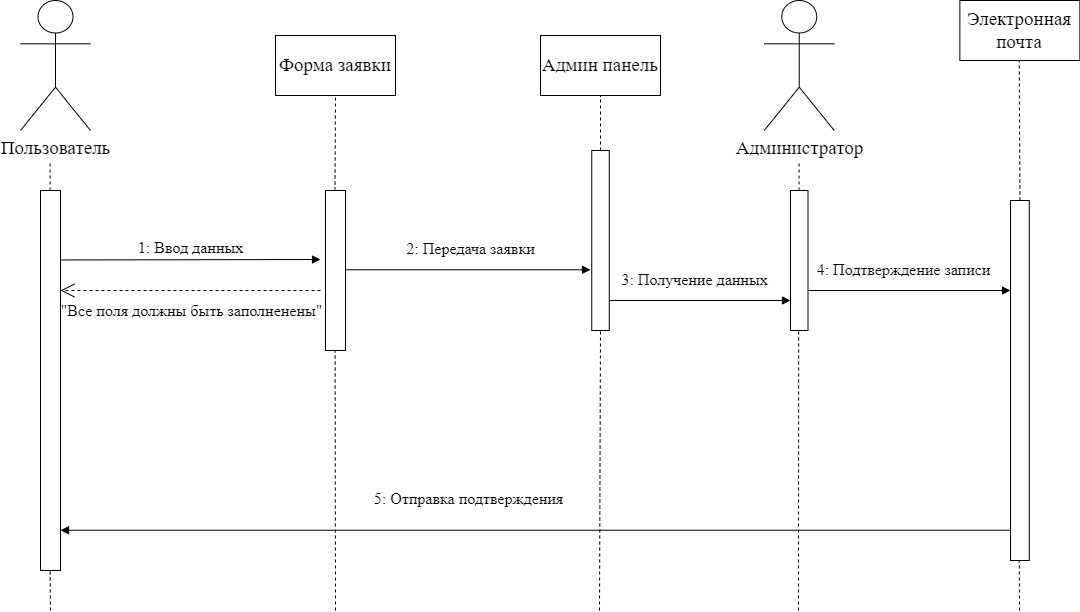 Форма заявки
Админ панель
Электронная
почта
Пользователь
Администратор
1: Ввод данных
2: Передача заявки
3: Получение данных
4: Подтверждение записи
"Все поля должны быть заполненены"
5: Отправка подтверждения